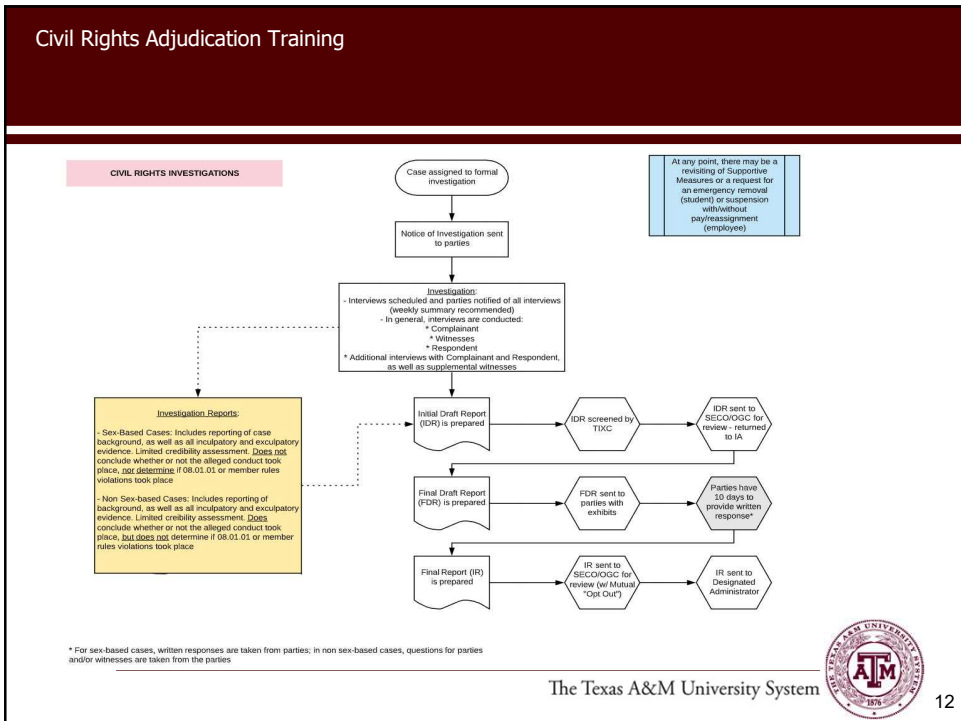 Civil Rights Adjudication Training
CIVIL RIGHTS INVESTIGATIONS
Case assigned to formal
investigation
At any point, there may be a
revisiting of Supportive
Measures or a request for
an emergency removal
(student) or suspension
with/without
pay/reassignment
(employee)
Notice of Investigation sent
to parties
Investigation:
- Interviews scheduled and parties notified of all interviews
(weekly summary recommended)
- In general, interviews are conducted:
* Complainant
* Witnesses
* Respondent
* Additional interviews with Complainant and Respondent,
as well as supplemental witnesses
Investigation Reports:
- Sex-Based Cases: Includes reporting of case
background, as well as all inculpatory and exculpatory
evidence. Limited credibility assessment. Does not
conclude whether or not the alleged conduct took
place, nor determine if 08.01.01 or member rules
violations took place
- Non Sex-based Cases: Includes reporting of
background, as well as all inculpatory and exculpatory
evidence. Limited creibility assessment. Does
conclude whether or not the alleged conduct took
place, but does not determine if 08.01.01 or member
rules violations took place
Initial Draft Report
(IDR) is prepared
IDR screened by
TIXC
IDR sent to
SECO/OGC for
review - returned
to IA
Final Draft Report
(FDR) is prepared
FDR sent to
parties with
exhibits
Parties have
10 days to
provide written
response*
Final Report (IR)
is prepared
IR sent to
SECO/OGC for
review (w/ Mutual
"Opt Out")
IR sent to
Designated
Administrator
* For sex-based cases, written responses are taken from parties; in non sex-based cases, questions for parties
and/or witnesses are taken from the parties
The Texas A&M University System
THE TEXAS A&M UNIVERSITY SYSTEM
ATM
1876
12